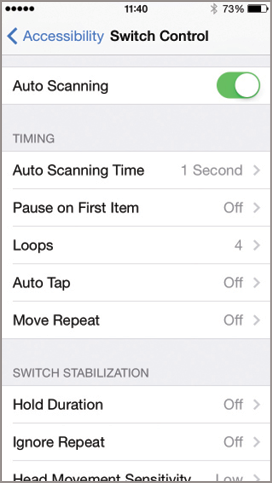 11:40 73%
Accessibility Switch Control
Auto Scanning
TIMING
Auto Scanning Time 1 Second
Pause on First Item Off
Loops 4
Auto Tap Off
Move Repeat Off
SWITCH STABILIZATION
Hold Duration Off
Ignore Repeat Off
Head Movement Sensitivity Low